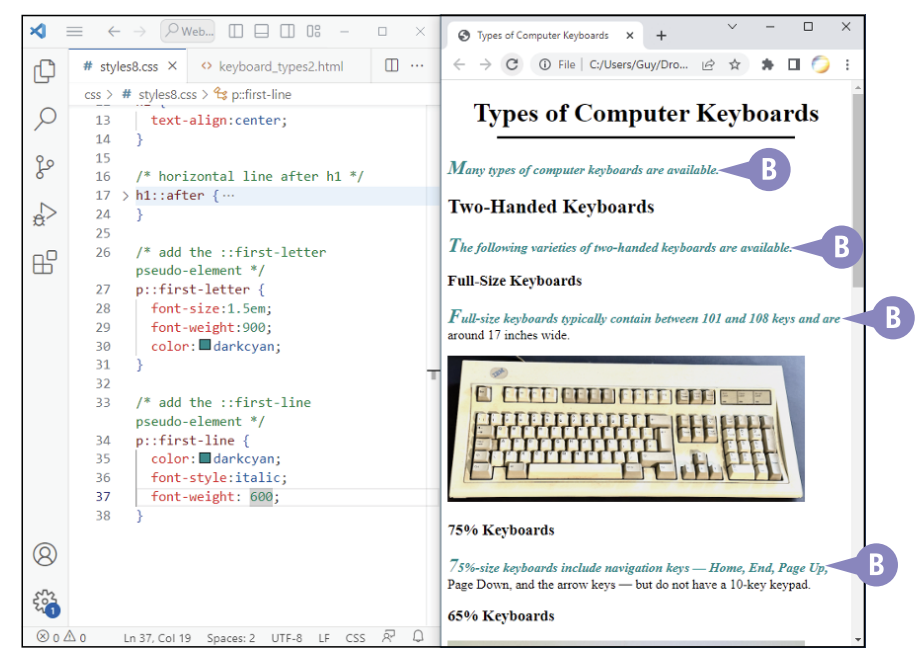 Web...
# styles8.css ×
<> keyboard_types2.html
...
css > # styles8.css > p::first-line
13 text-align:center;
14 }
15
16 /* horizontal line after h1 */
17 > h1::after { ...
24 }
25
26 /* add the ::first-letter
pseudo-element */
27 p::first-letter {
28 font-size:1.5em;
29 font-weight:900;
30 color: darkcyan;
31 }
32
33 /* add the ::first-line
pseudo-element */
34 p::first-line {
35 color: darkcyan;
36 font-style:italic;
37 font-weight: 600;
38 }
1
0 0 Ln 37, Col 19 Spaces: 2 UTF-8 LF CSS
Types of Computer Keyboards × +
File | C:/Users/Guy/Dro...
Types of Computer Keyboards
Many types of computer keyboards are available. B
Two-Handed Keyboards
The following varieties of two-handed keyboards are available. B
Full-Size Keyboards
Full-size keyboards typically contain between 101 and 108 keys and are B
around 17 inches wide.
75% Keyboards
75%-size keyboards include navigation keys — Home, End, Page Up, B
Page Down, and the arrow keys — but do not have a 10-key keypad.
65% Keyboards